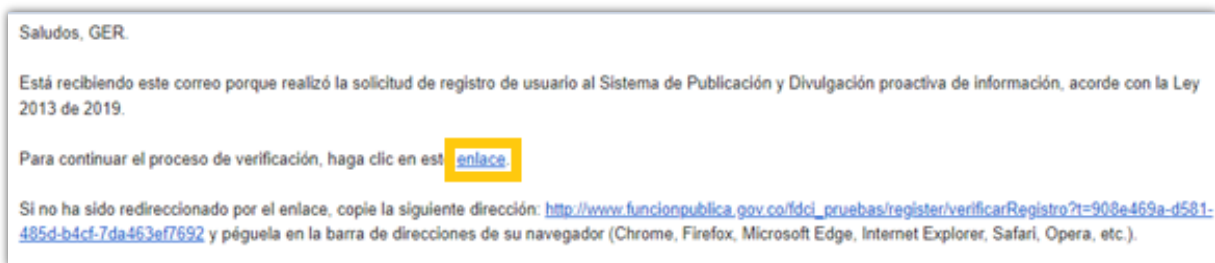 Saludos, GER.
Está recibiendo este correo porque realizó la solicitud de registro de usuario al Sistema de Publicación y Divulgación proactiva de información, acorde con la Ley
2013 de 2019.
Para continuar el proceso de verificación, haga clic en est enlace.
Si no ha sido redireccionado por el enlace, copie la siguiente dirección: http://www.funcionpublica.gov.co/fdci_pruebas/register/verificarRegistro?t=908e469a-d581-
485d-b4cf-7da463ef7692 y péguela en la barra de direcciones de su navegador (Chrome, Firefox, Microsoft Edge, Internet Explorer, Safari, Opera, etc.).